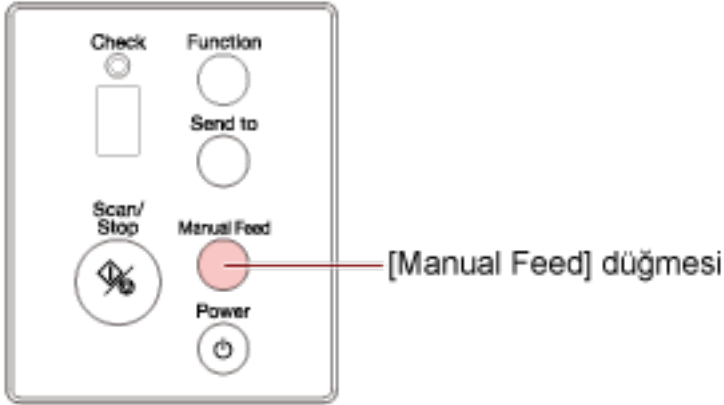 Check
Function
Send to
Scan/
Stop
Manual Feed
[Manual Feed] düğmesi
Power